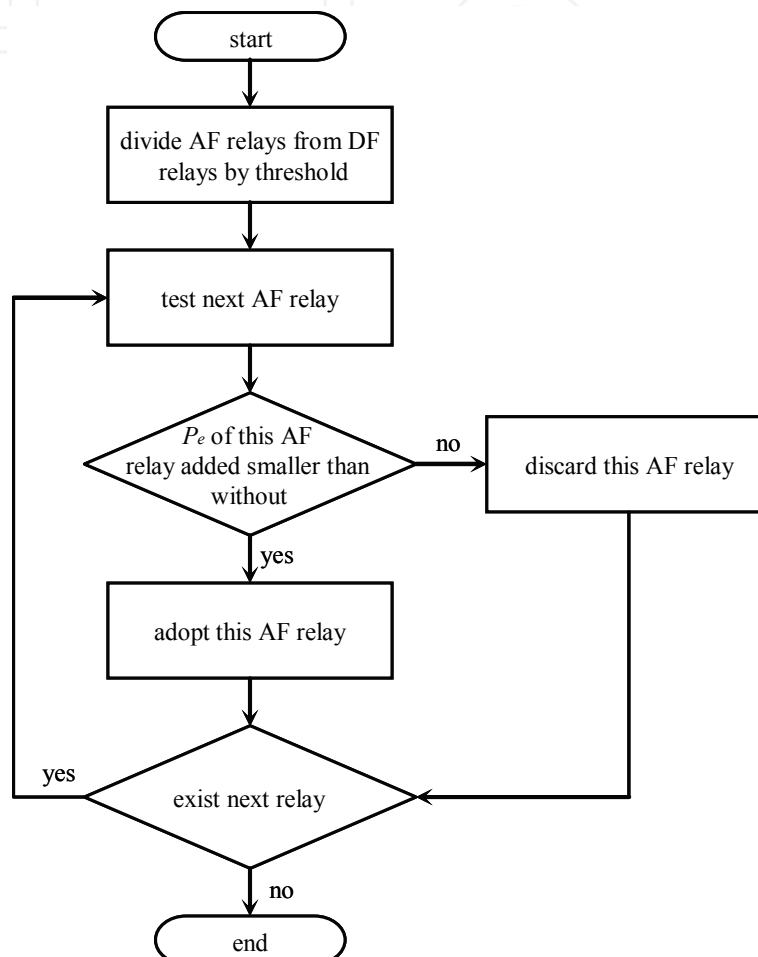 start
divide AF relays from DF
relays by threshold
test next AF relay
Pe of this AF
relay added smaller than
without
no
discard this AF relay
yes
adopt this AF relay
yes
exist next relay
no
end